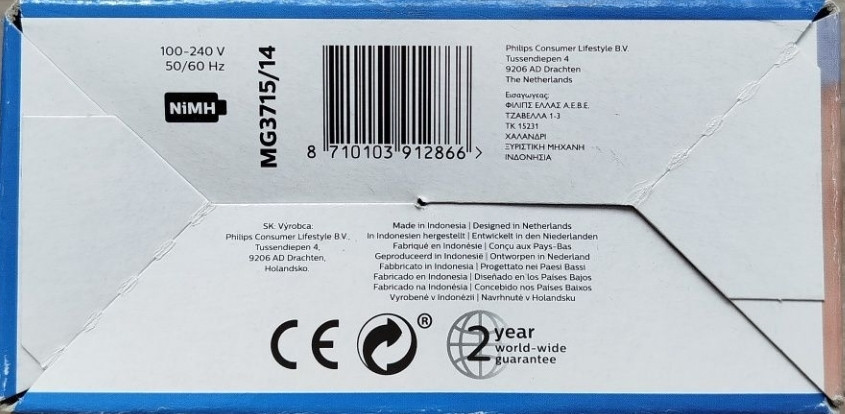 100-240 V
50/60 Hz
NiMH
MG3715/14
8 710103 912866 >
Philips Consumer Lifestyle B.V.
Tussendiepen 4
9206 AD Drachten
The Netherlands
Εισαγωγεας:
ΦΙΛΙΠΣ ΕΛΛΑΣ Α.Ε.Β.Ε.
ΤΖΑΒΕΛΛΑ 1-3
ΤΚ 15231
ΧΑΛΑΝΔΡΙ
ΞΥΡΙΣΤΙΚΗ ΜΗΧΑΝΗ
ΙΝΔΟΝΗΣΙΑ
SK: Výrobca:
Philips Consumer Lifestyle B.V.,
Tussendiepen 4,
9206 AD Drachten,
Holandsko.
Made in Indonesia | Designed in Netherlands
In Indonesien hergestellt | Entwickelt in den Niederlanden
Fabriqué en Indonésie | Conçu aux Pays-Bas
Geproduceerd in Indonesië | Ontworpen in Nederland
Fabbricato in Indonesia | Progettato nei Paesi Bassi
Fabricado en Indonesia | Diseñado en los Países Bajos
Fabricado na Indonésia | Concebido nos Países Baixos
Vyrobené v Indonézii | Navrhnuté v Holandsku
CE
®
2 year
world-wide
guarantee